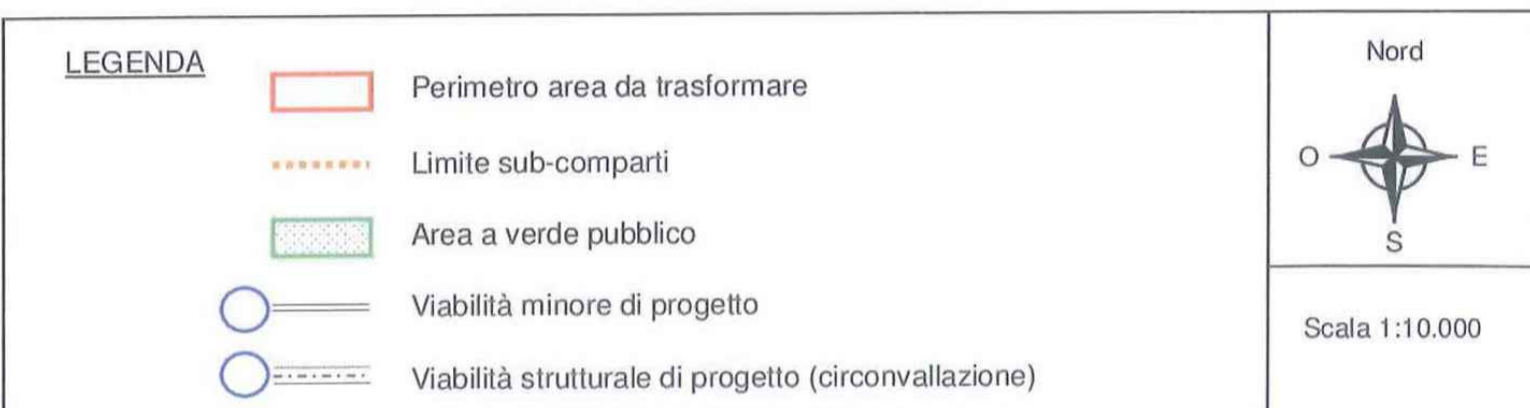 LEGENDA
Perimetro area da trasformare
Limite sub-comparti
Area a verde pubblico
Viabilità minore di progetto
Viabilità strutturale di progetto (circonvallazione)
Nord
O E
S
Scala 1:10.000